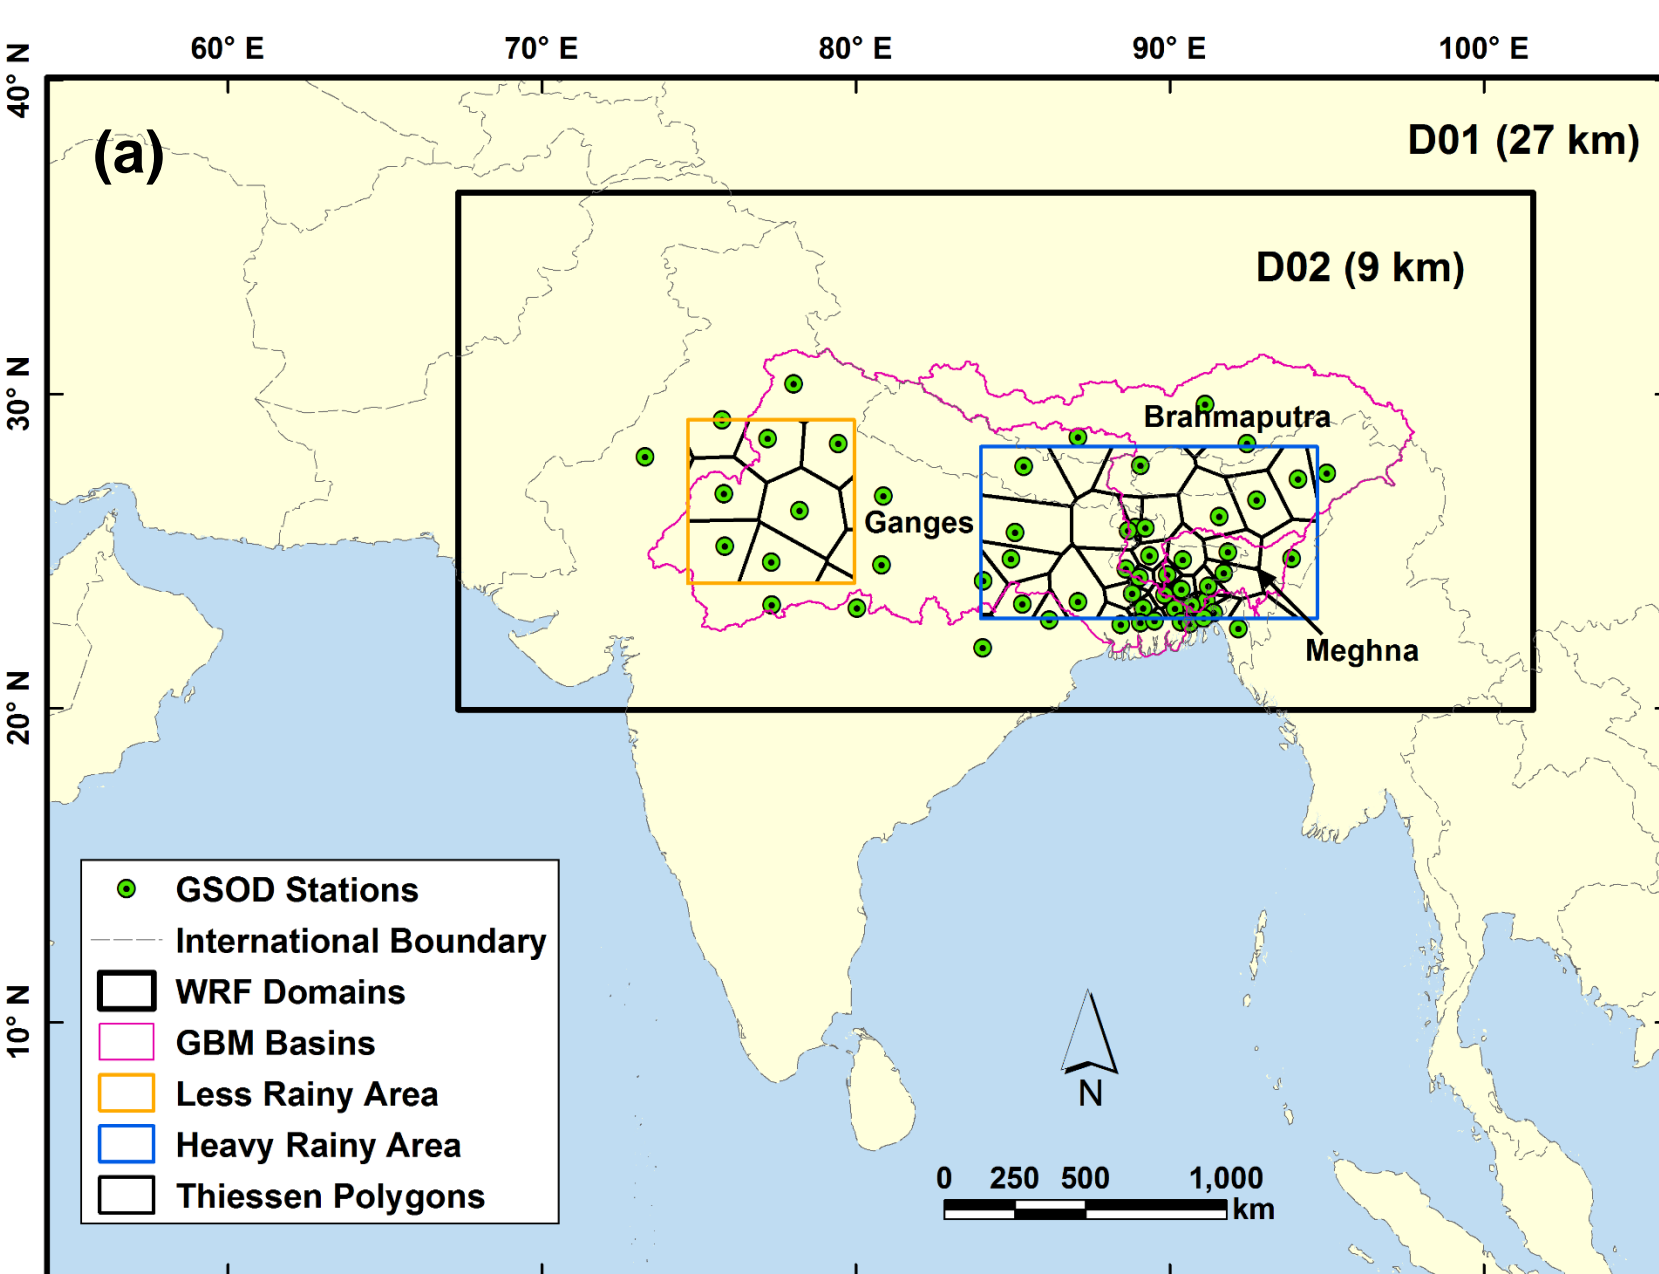 60° E 70° E 80° E 90° E 100° E
40° N
(a)
D01 (27 km)
D02 (9 km)
30° N
Brahmaputra
Ganges
Meghna
20° N
GSOD Stations
International Boundary
WRF Domains
10° N
GBM Basins
Less Rainy Area
N
Heavy Rainy Area
Thiessen Polygons
0 250 500 1,000
km